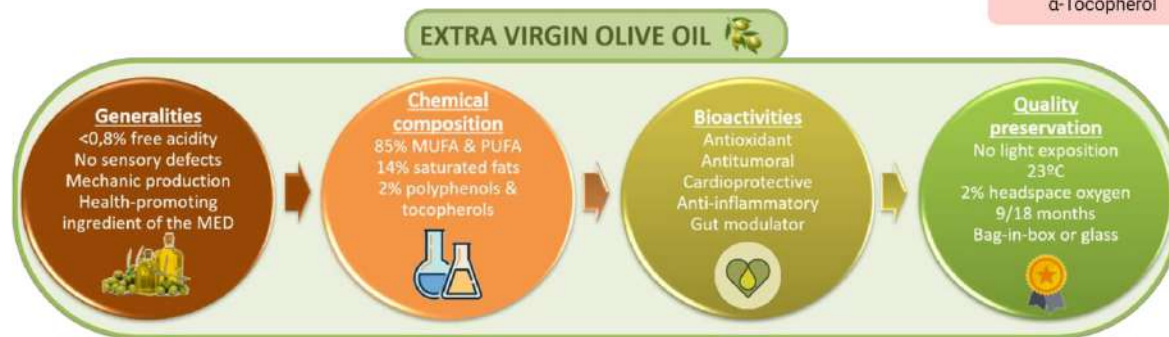 α-Tocopherol
EXTRA VIRGIN OLIVE OIL
Generalities
<0,8% free acidity
No sensory defects
Mechanic production
Health-promoting
ingredient of the MED
Chemical
composition
85% MUFA & PUFA
14% saturated fats
2% polyphenols &
tocopherols
Bioactivities
Antioxidant
Antitumoral
Cardioprotective
Anti-inflammatory
Gut modulator
Quality
preservation
No light exposition
23ºC
2% headspace oxygen
9/18 months
Bag-in-box or glass